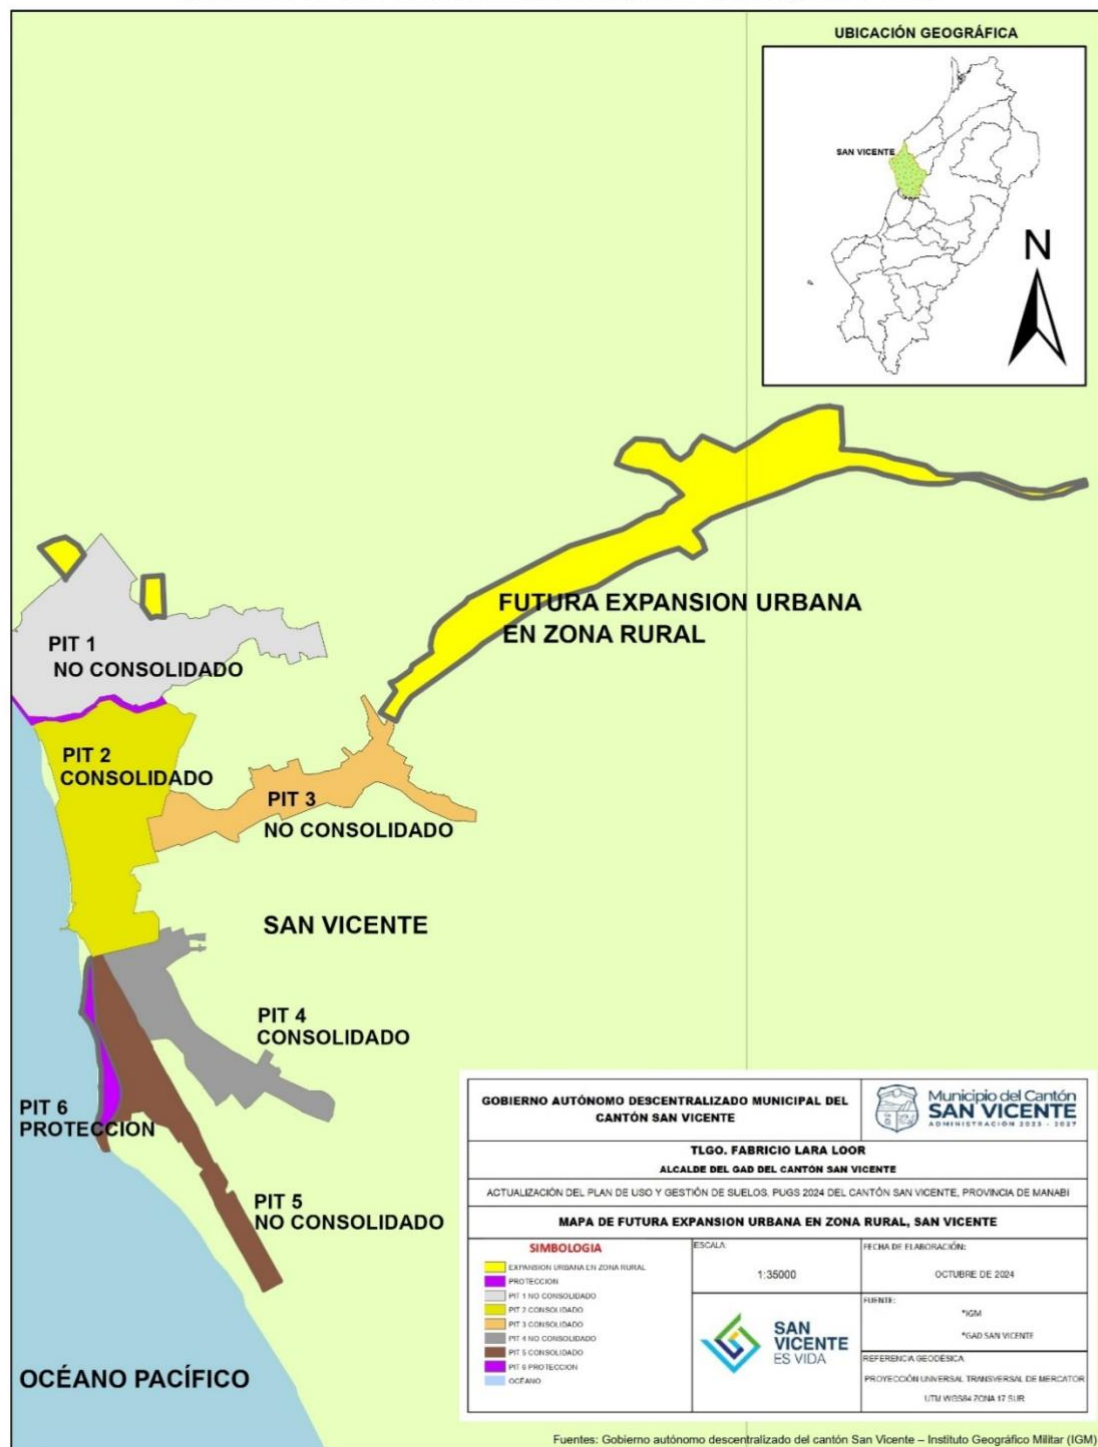 UBICACIÓN GEOGRÁFICA
SAN VICENTE
N
FUTURA EXPANSION URBANA
EN ZONA RURAL
PIT 1
NO CONSOLIDADO
PIT 2
CONSOLIDADO
PIT 3
NO CONSOLIDADO
SAN VICENTE
PIT 4
CONSOLIDADO
PIT 6
PROTECCION
PIT 5
NO CONSOLIDADO
OCÉANO PACÍFICO
GOBIERNO AUTÓNOMO DESCENTRALIZADO MUNICIPAL DEL
CANTÓN SAN VICENTE
Municipio del Cantón
SAN VICENTE
ADMINISTRACIÓN 2023 - 2027
TLGO. FABRICIO LARA LOOR
ALCALDE DEL GAD DEL CANTÓN SAN VICENTE
ACTUALIZACIÓN DEL PLAN DE USO Y GESTIÓN DE SUELOS, PUGS 2024 DEL CANTÓN SAN VICENTE, PROVINCIA DE MANABI
MAPA DE FUTURA EXPANSION URBANA EN ZONA RURAL, SAN VICENTE
SIMBOLOGIA
EXPANSION URBANA EN ZONA RURAL
PROTECCION
PIT 1 NO CONSOLIDADO
PIT 2 CONSOLIDADO
PIT 3 CONSOLIDADO
PIT 4 NO CONSOLIDADO
PIT 5 CONSOLIDADO
PIT 6 PROTECCION
OCÉANO
ESCALA:
1:35000
FECHA DE ELABORACIÓN:
OCTUBRE DE 2024
SAN
VICENTE
ES VIDA
FUENTE:
*IGM
*GAD SAN VICENTE
REFERENCIA GEODÉSICA
PROYECCIÓN UNIVERSAL TRANSVERSAL DE MERCATOR
UTM WGS84 ZONA 17 SUR
Fuentes: Gobierno autónomo descentralizado del cantón San Vicente – Instituto Geográfico Militar (IGM)